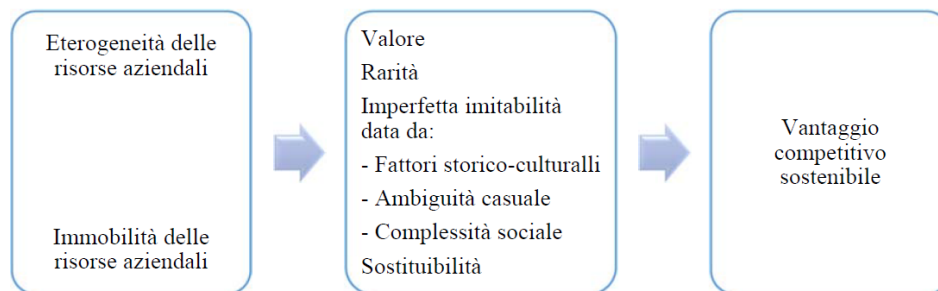 Eterogeneità delle
risorse aziendali
Immobilità delle
risorse aziendali
Valore
Rarità
Imperfetta imitabilità
data da:
- Fattori storico-culturalli
- Ambiguità casuale
- Complessità sociale
Sostituibilità
Vantaggio
competitivo
sostenibile